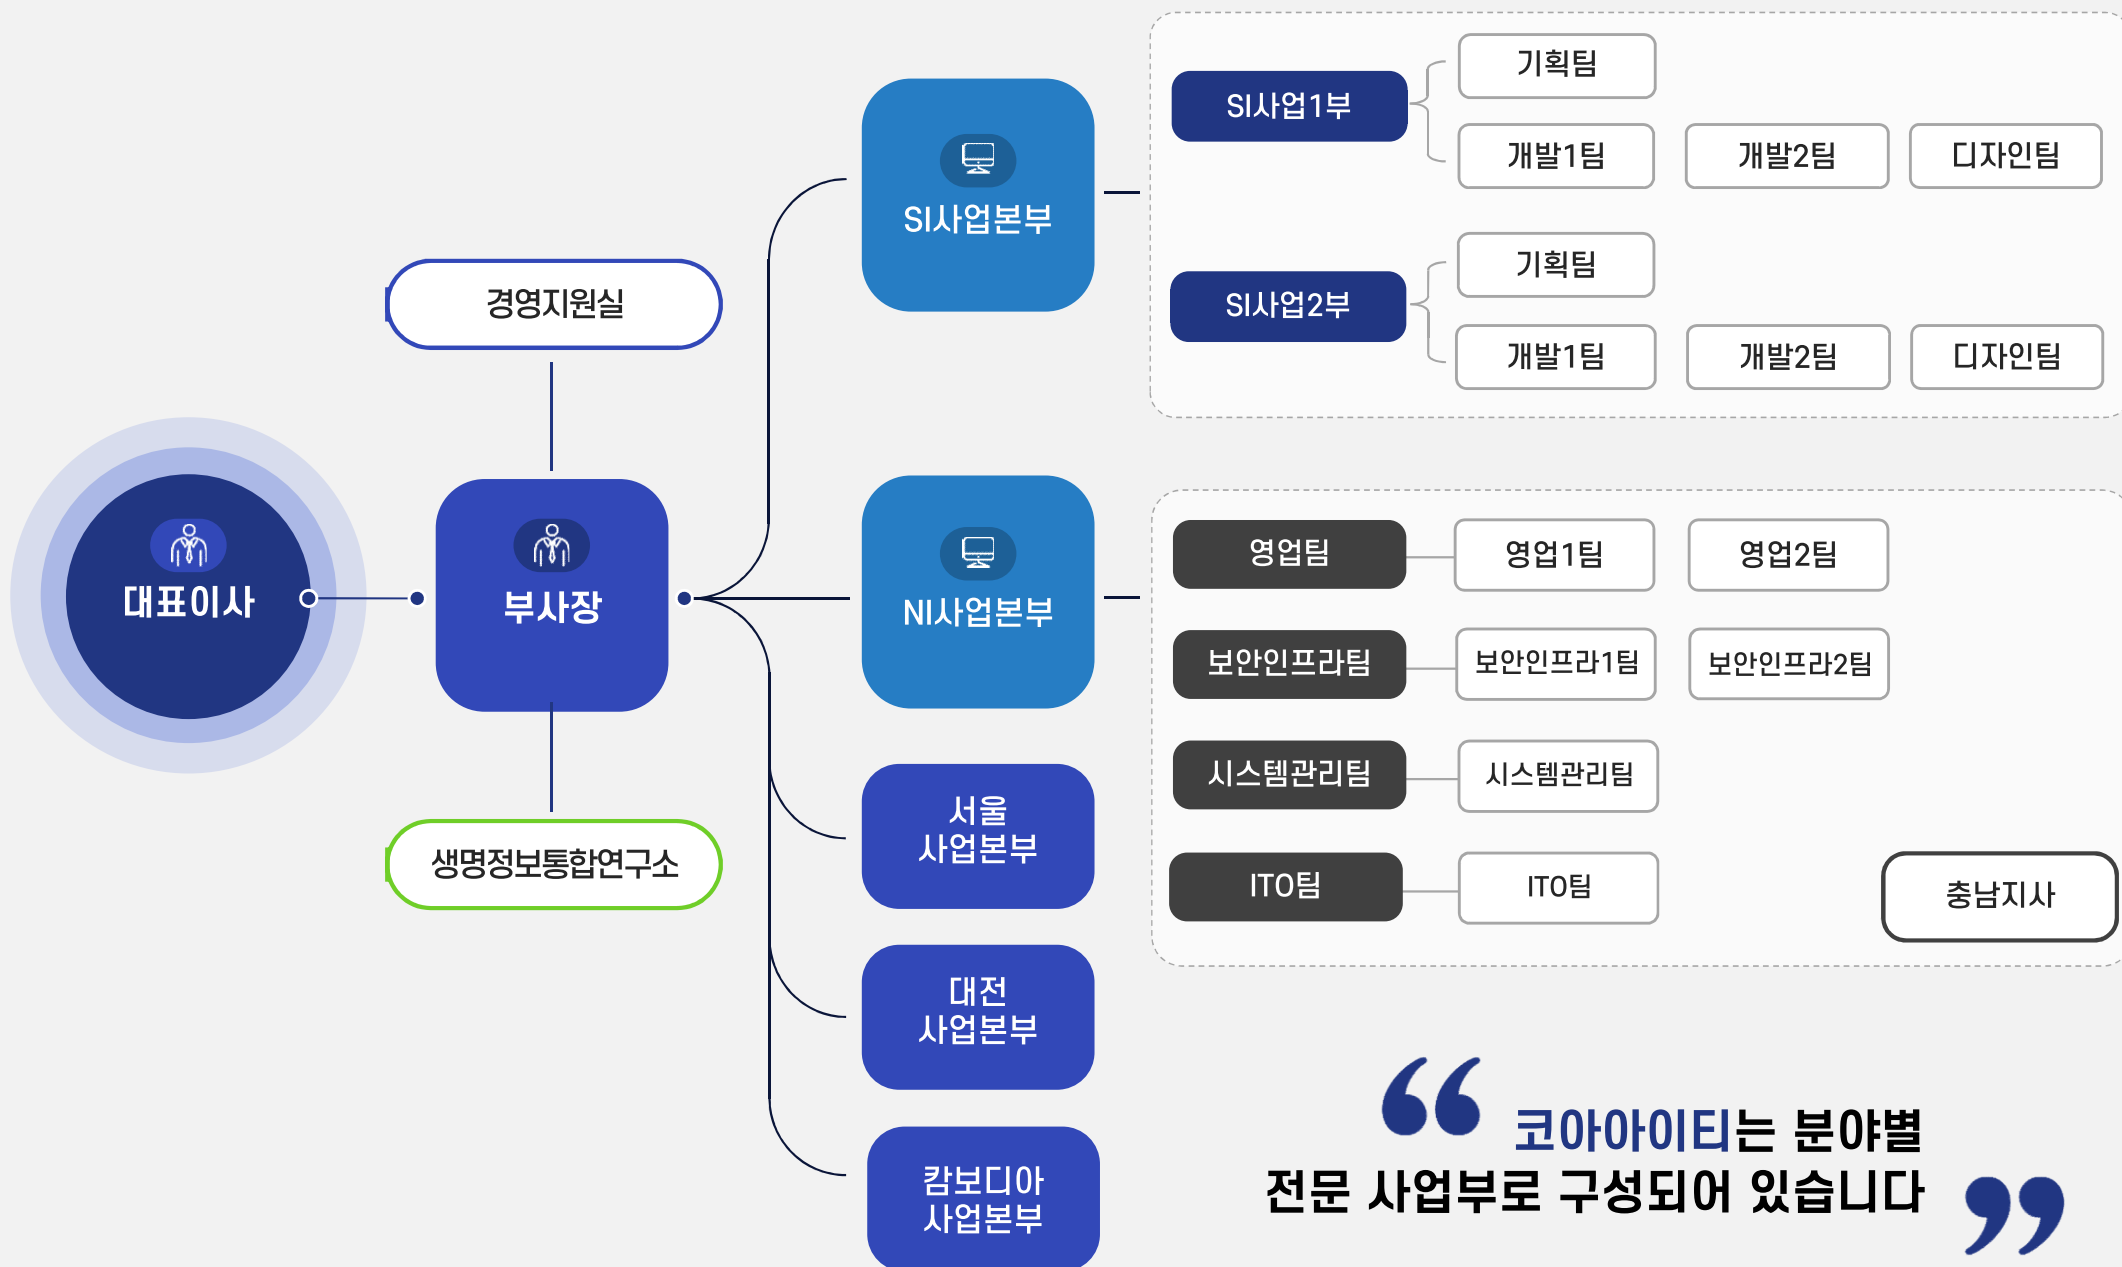 대표이사
경영지원실
부사장
생명정보통합연구소
SI사업본부
SI사업1부
기획팀
개발1팀
개발2팀
디자인팀
SI사업2부
기획팀
개발1팀
개발2팀
디자인팀
NI사업본부
영업팀
영업1팀
영업2팀
보안인프라팀
보안인프라1팀
보안인프라2팀
시스템관리팀
시스템관리팀
ITO팀
ITO팀
충남지사
서울
사업본부
대전
사업본부
캄보디아
사업본부
“ 코아아이티는 분야별
전문 사업부로 구성되어 있습니다 ”